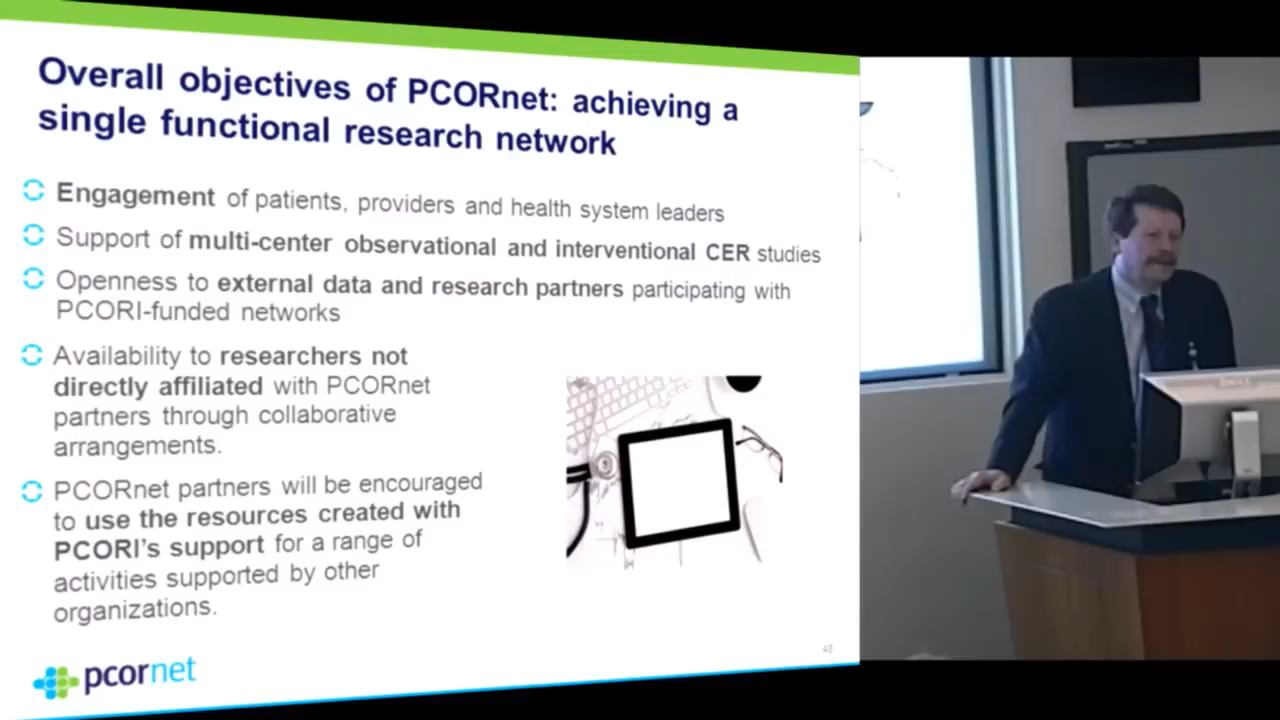 Overall objectives of PCORnet: achieving a
single functional research network
Engagement of patients, providers and health system leaders
Support of multi-center observational and interventional CER studies
Openness to external data and research partners participating with
PCORI-funded networks
Availability to researchers not
directly affiliated with PCORnet
partners through collaborative
arrangements.
PCORnet partners will be encouraged
to use the resources created with
PCORI's support for a range of
activities supported by other
organizations.
pcornet
DELL